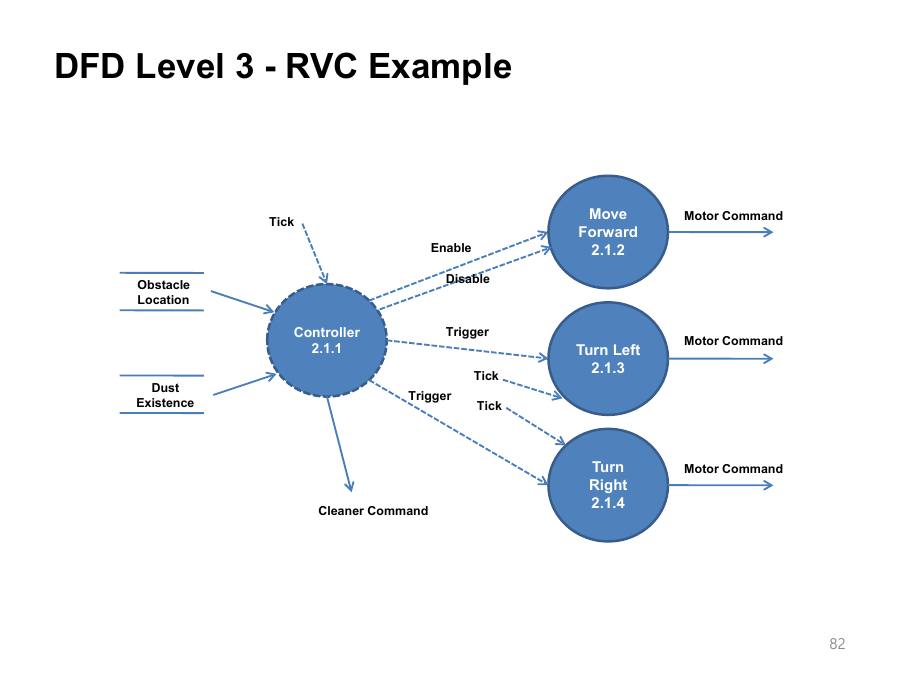 DFD Level 3 - RVC Example
Move
Forward
2.1.2
Motor Command
Tick
Enable
Disable
Obstacle
Location
Controller
2.1.1
Trigger
Turn Left
2.1.3
Motor Command
Tick
Dust
Existence
Trigger
Tick
Turn
Right
2.1.4
Motor Command
Cleaner Command
82